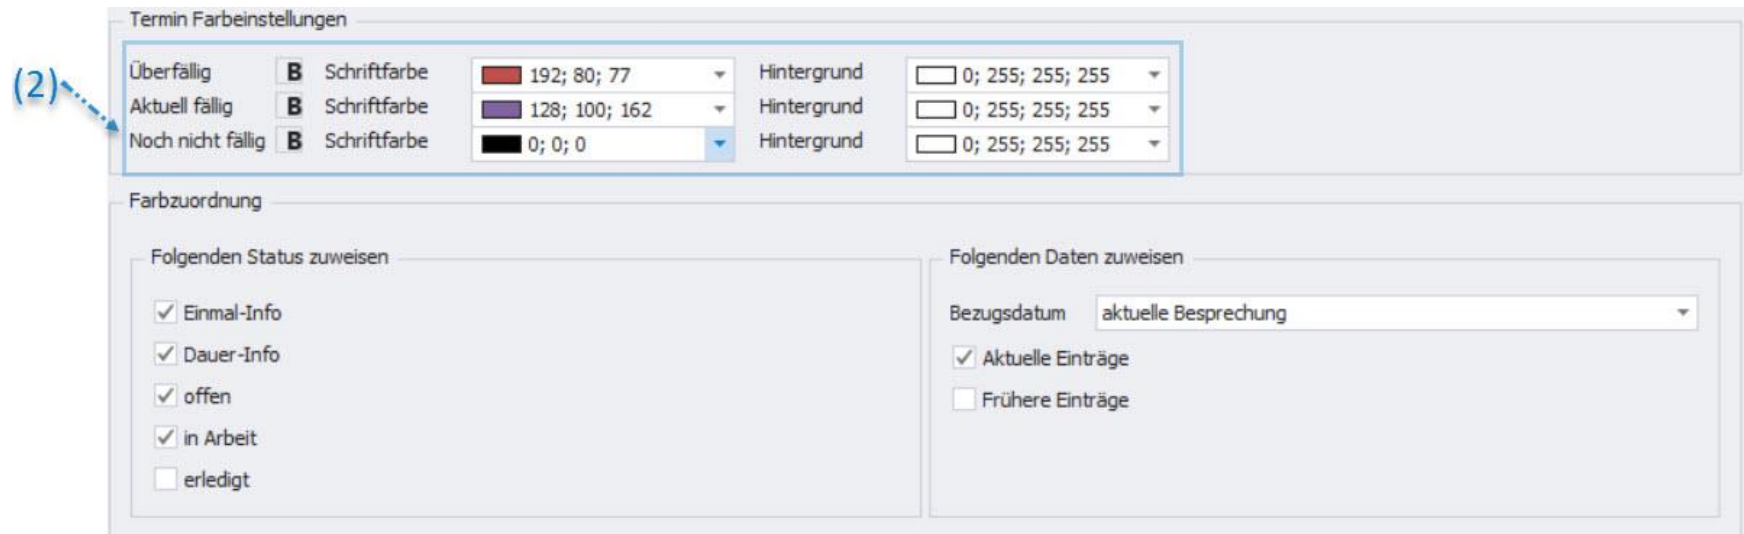 Termin Farbeinstellungen
(2)
Überfällig B Schriftfarbe 192; 80; 77 Hintergrund 0; 255; 255; 255
Aktuell fällig B Schriftfarbe 128; 100; 162 Hintergrund 0; 255; 255; 255
Noch nicht fällig B Schriftfarbe 0; 0; 0 Hintergrund 0; 255; 255; 255
Farbzuordnung
Folgenden Status zuweisen
Einmal-Info
Dauer-Info
offen
in Arbeit
erledigt
Folgenden Daten zuweisen
Bezugsdatum aktuelle Besprechung
Aktuelle Einträge
Frühere Einträge